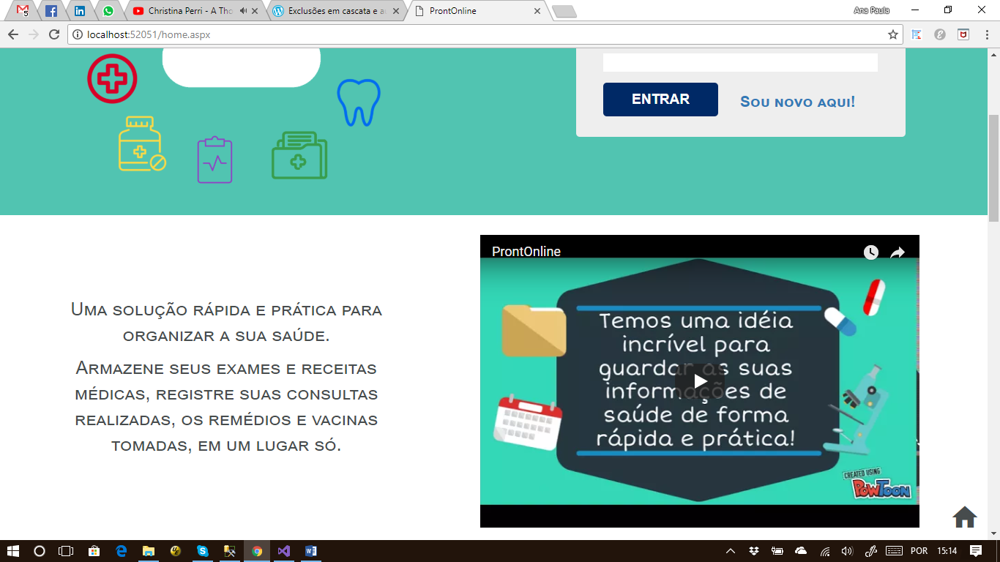 5
Christina Perri - A Tho
Exclusões em cascata e a
ProntOnline
Ana Paula
localhost:52051/home.aspx
ENTRAR
Sou novo aqui!
Uma solução rápida e prática para
organizar a sua saúde.
Armazene seus exames e receitas
médicas, registre suas consultas
realizadas, os remédios e vacinas
tomadas, em um lugar só.
ProntOnline
Temos uma idéia
incrível para
guardar as suas
informações de
saúde de forma
rápida e prática!
CREATED USING
POWTOON
POR
15:14